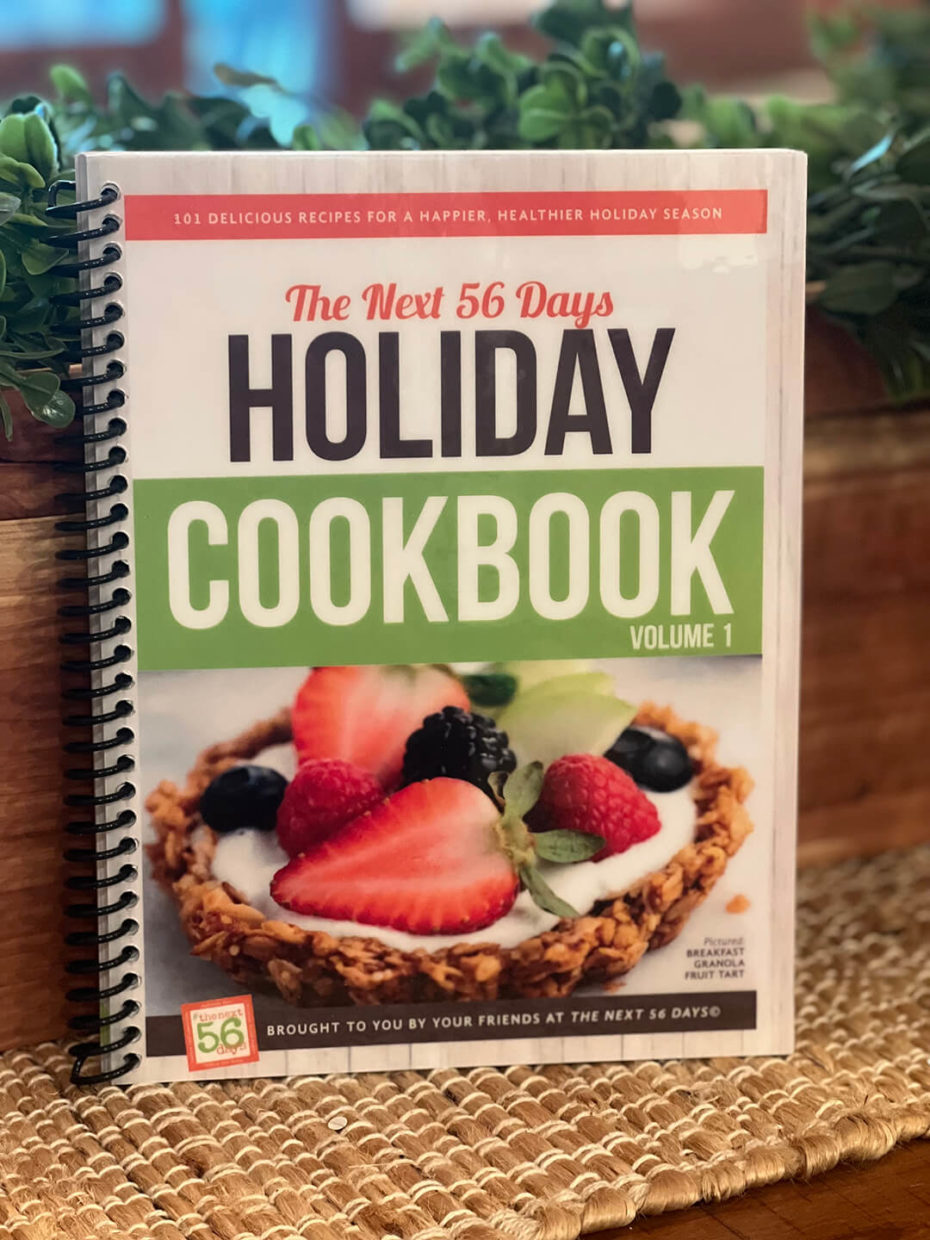 101 DELICIOUS RECIPES FOR A HAPPIER, HEALTHIER HOLIDAY SEASON
The Next 56 Days
HOLIDAY
COOKBOOK
VOLUME 1
Pictured:
BREAKFAST
GRANOLA
FRUIT TART
#thenext
56
days!
BROUGHT TO YOU BY YOUR FRIENDS AT THE NEXT 56 DAYS©